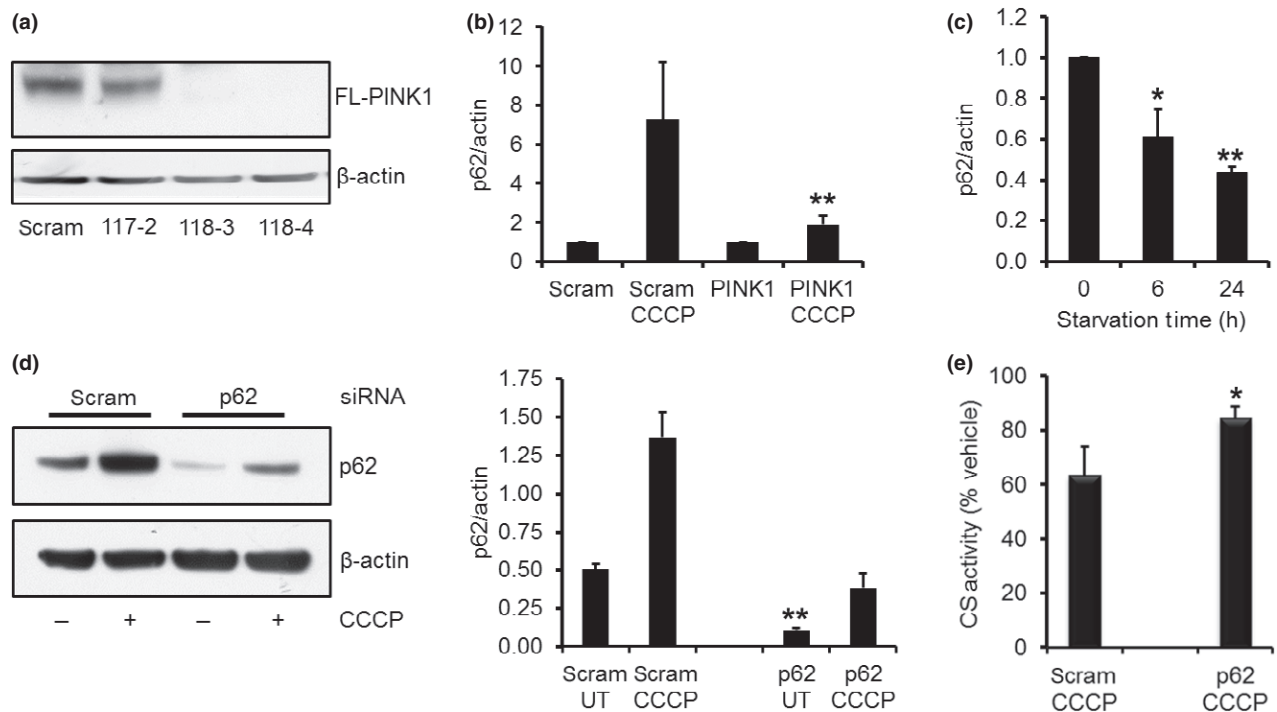 (a)
FL-PINK1
β-actin
Scram 117-2 118-3 118-4
(b)
p62/actin
12
10
8
6
4
2
0
**
Scram Scram CCCP PINK1 PINK1 CCCP
(c)
p62/actin
1.2
1.0
0.8
0.6
0.4
0.2
0.0
*
**
0 6 24
Starvation time (h)
(d)
Scram p62 siRNA
p62
β-actin
– + – + CCCP
p62/actin
1.75
1.50
1.25
1.00
0.75
0.50
0.25
0.00
**
Scram Scram p62 p62
UT CCCP UT CCCP
(e)
CS activity (% vehicle)
100
80
60
40
20
0
*
Scram p62
CCCP CCCP